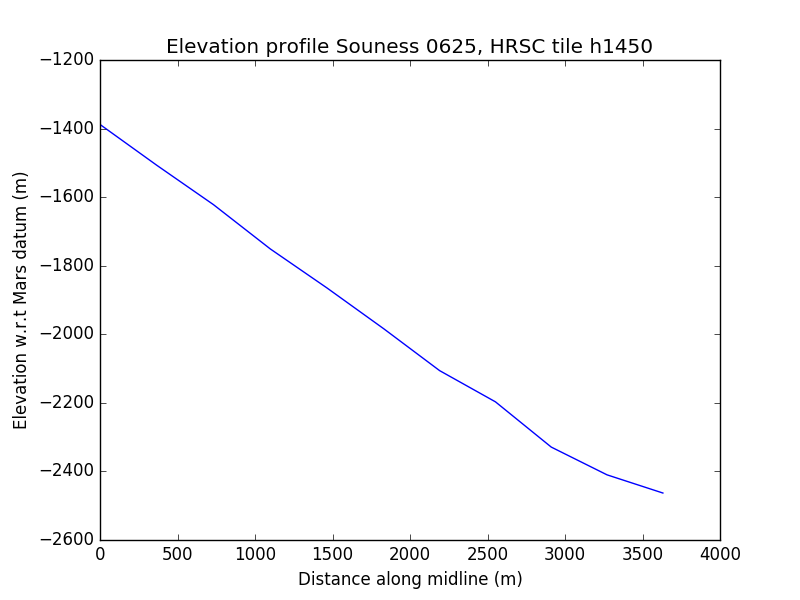 Elevation profile Souness 0625, HRSC tile h1450
Elevation w.r.t Mars datum (m)
−1200
−1400
−1600
−1800
−2000
−2200
−2400
−2600
0 500 1000 1500 2000 2500 3000 3500 4000
Distance along midline (m)